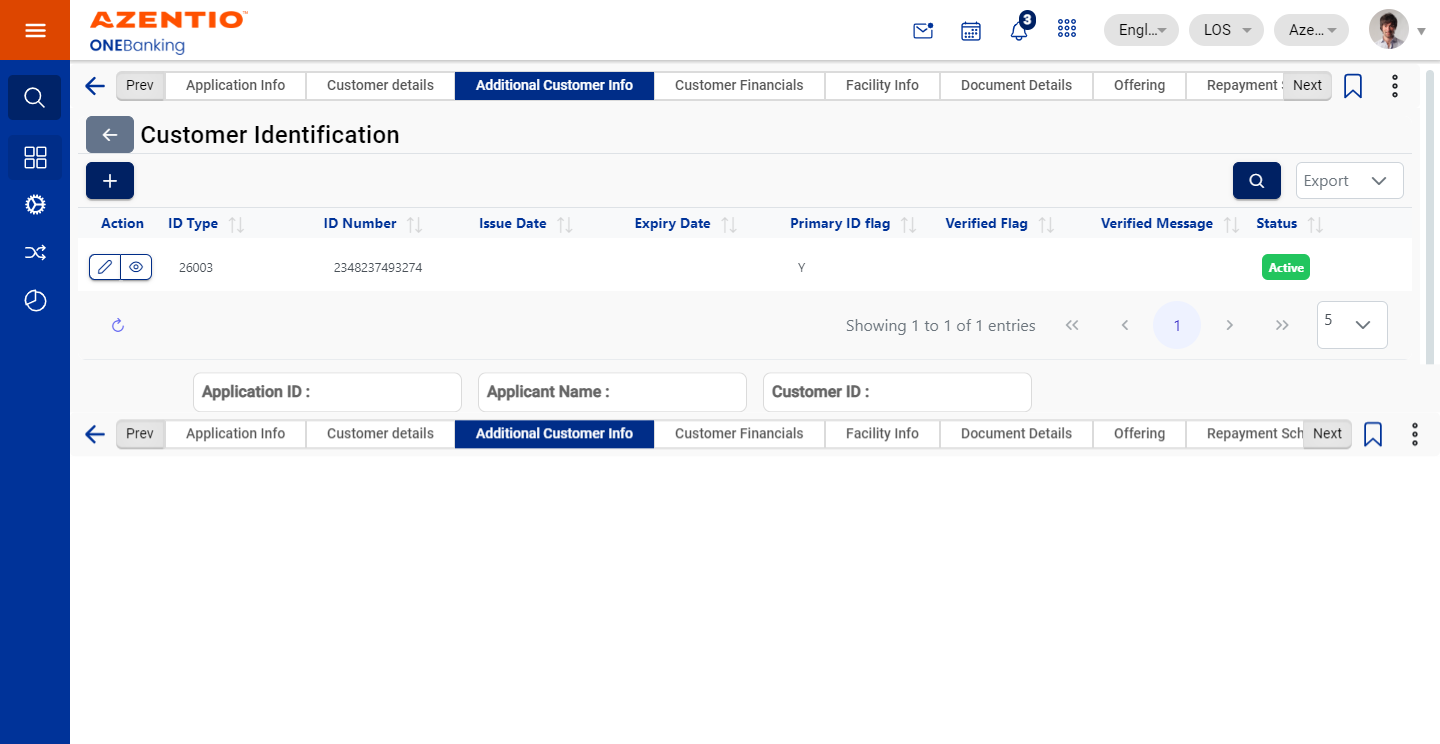 AZENTIO™
ONEBanking
3
Engl...
LOS
Aze...
Prev Application Info Customer details Additional Customer Info Customer Financials Facility Info Document Details Offering Repayment Next
Customer Identification
Export
Action ID Type ID Number Issue Date Expiry Date Primary ID flag Verified Flag Verified Message Status
26003 2348237493274 Y Active
Showing 1 to 1 of 1 entries 1 5
Application ID : Applicant Name : Customer ID :
Prev Application Info Customer details Additional Customer Info Customer Financials Facility Info Document Details Offering Repayment Sch Next